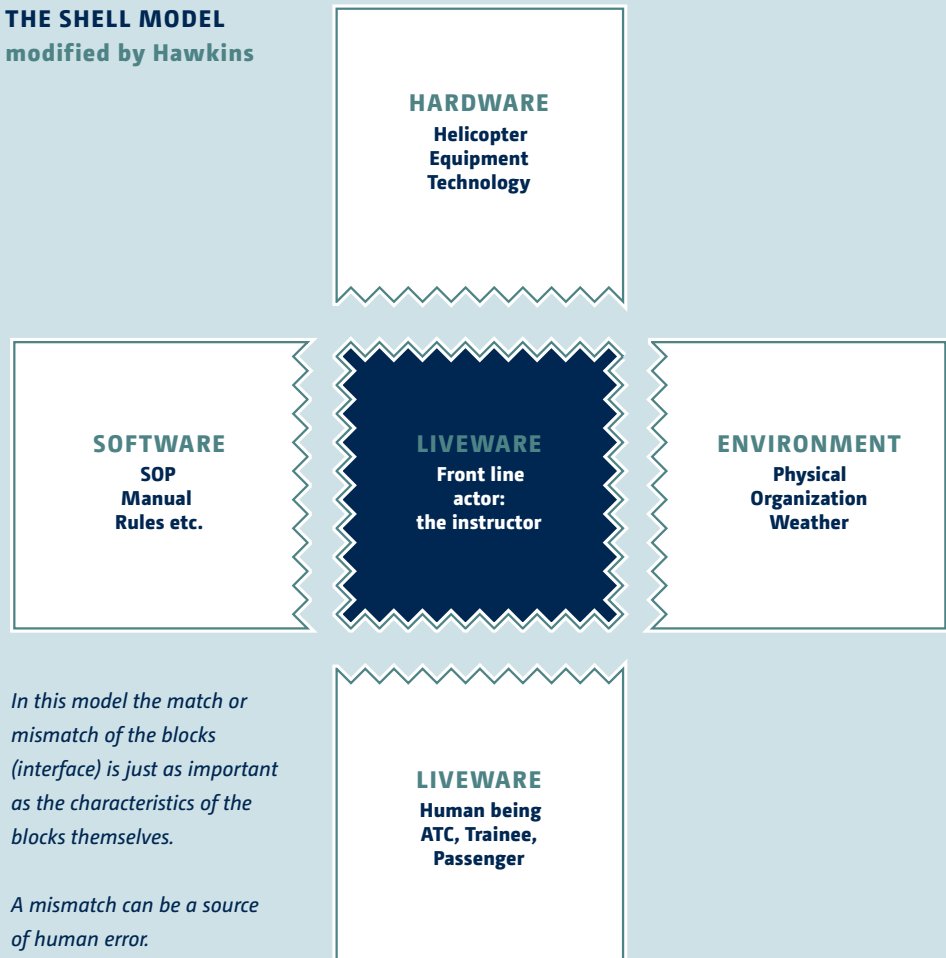 THE SHELL MODEL
modified by Hawkins
HARDWARE
Helicopter
Equipment
Technology
SOFTWARE
SOP
Manual
Rules etc.
LIVEWARE
Front line
actor:
the instructor
ENVIRONMENT
Physical
Organization
Weather
In this model the match or
mismatch of the blocks
(interface) is just as important
as the characteristics of the
blocks themselves.
A mismatch can be a source
of human error.
LIVEWARE
Human being
ATC, Trainee,
Passenger